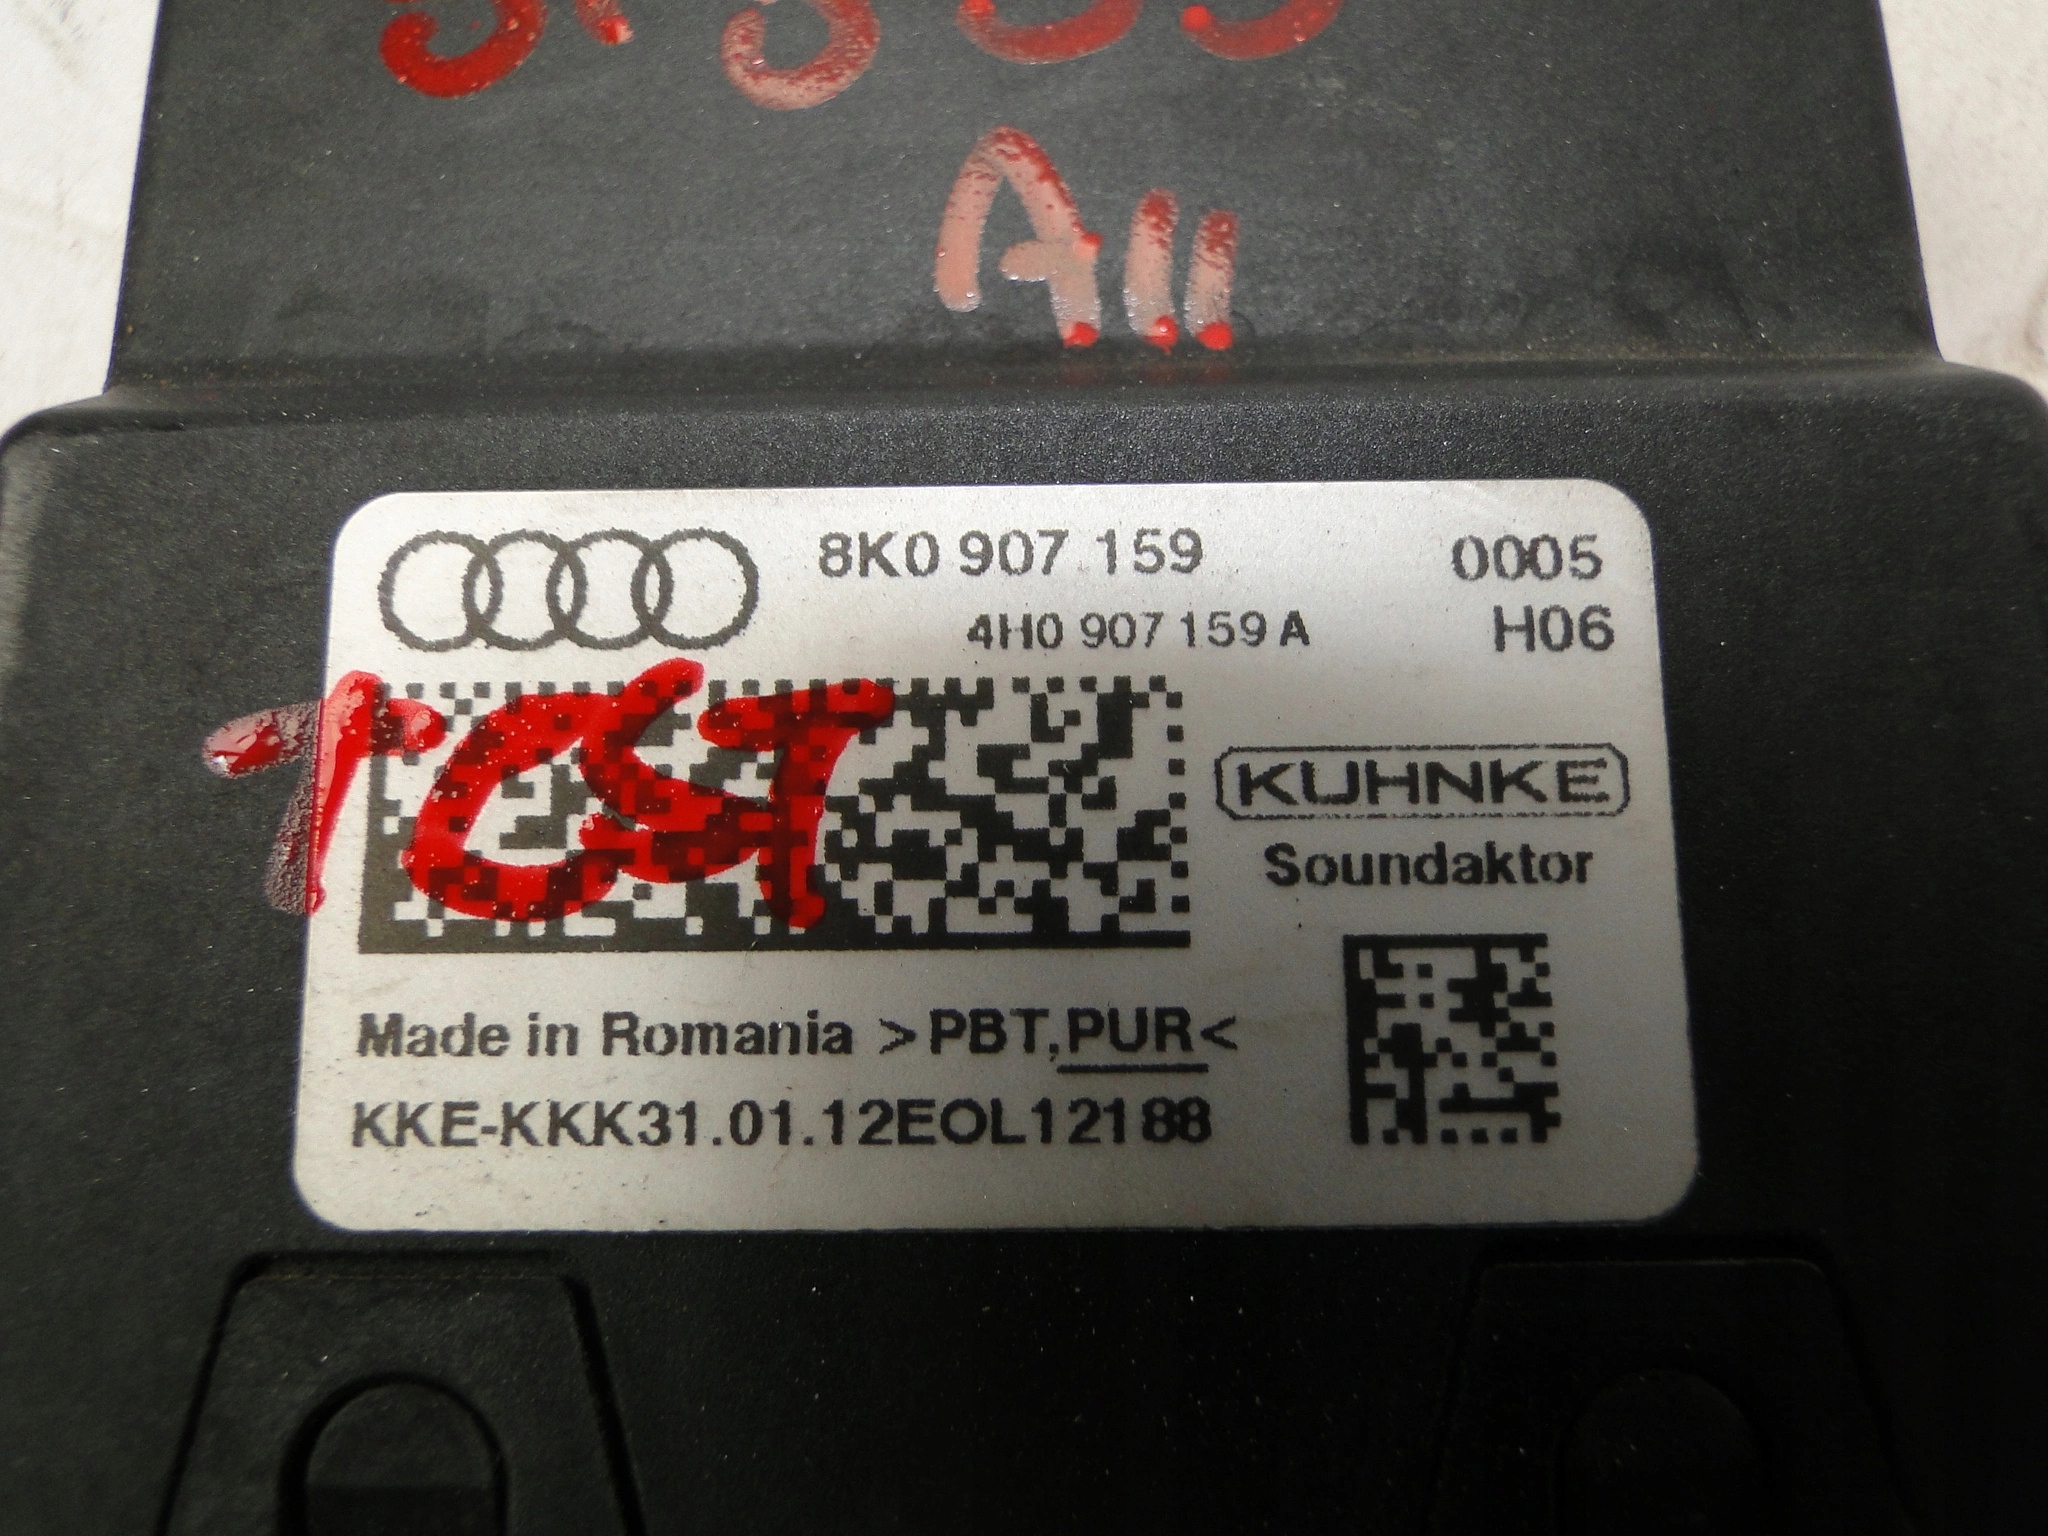 A11
8K0 907 159 0005
4H0 907 159 A H06
TEST
KUHNKE
Soundaktor
Made in Romania >PBT,PUR<
KKE-KKK31.01.12EOL12188